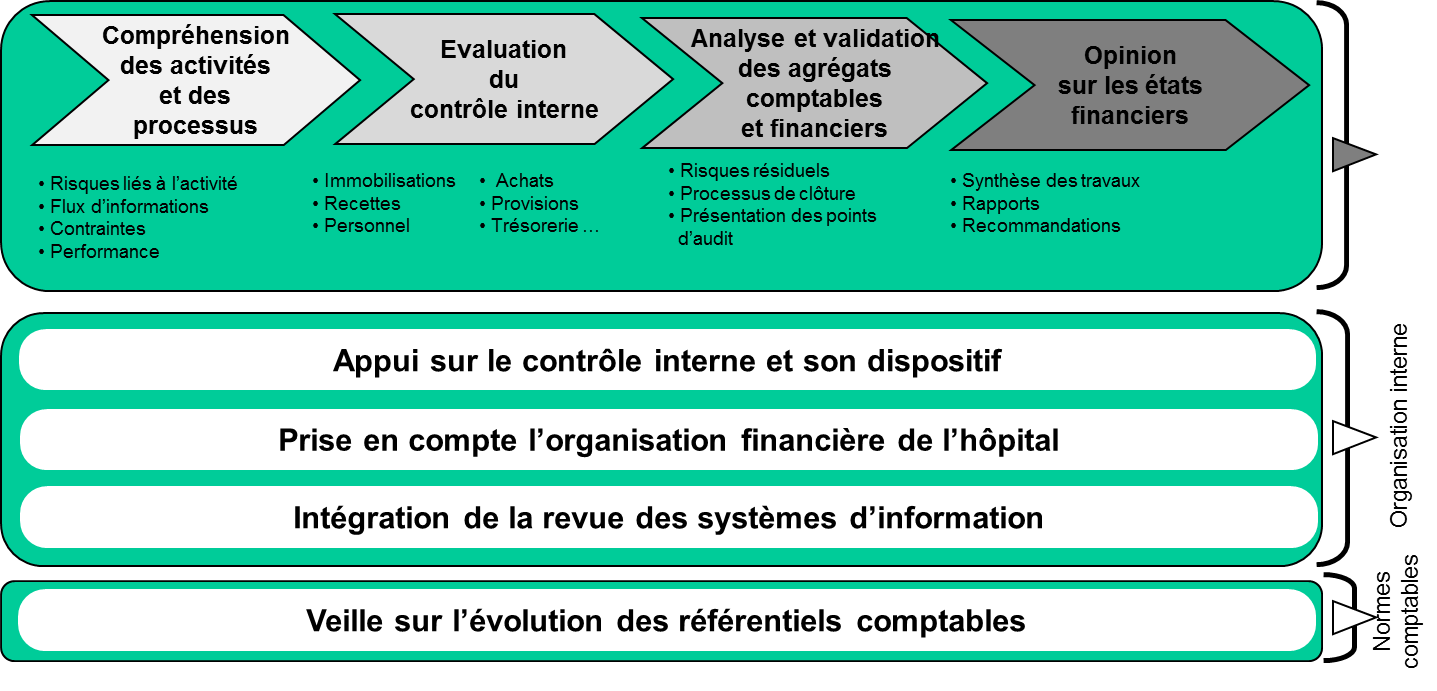 Compréhension
des activités
et des
processus
Evaluation
du
contrôle interne
Analyse et validation
des agrégats
comptables
et financiers
Opinion
sur les états
financiers
• Risques liés à l’activité
• Flux d’informations
• Contraintes
• Performance
• Immobilisations
• Recettes
• Personnel
• Achats
• Provisions
• Trésorerie …
• Risques résiduels
• Processus de clôture
• Présentation des points
d’audit
• Synthèse des travaux
• Rapports
• Recommandations
Appui sur le contrôle interne et son dispositif
Prise en compte l’organisation financière de l’hôpital
Intégration de la revue des systèmes d’information
Organisation interne
Veille sur l’évolution des référentiels comptables
Normes
comptables